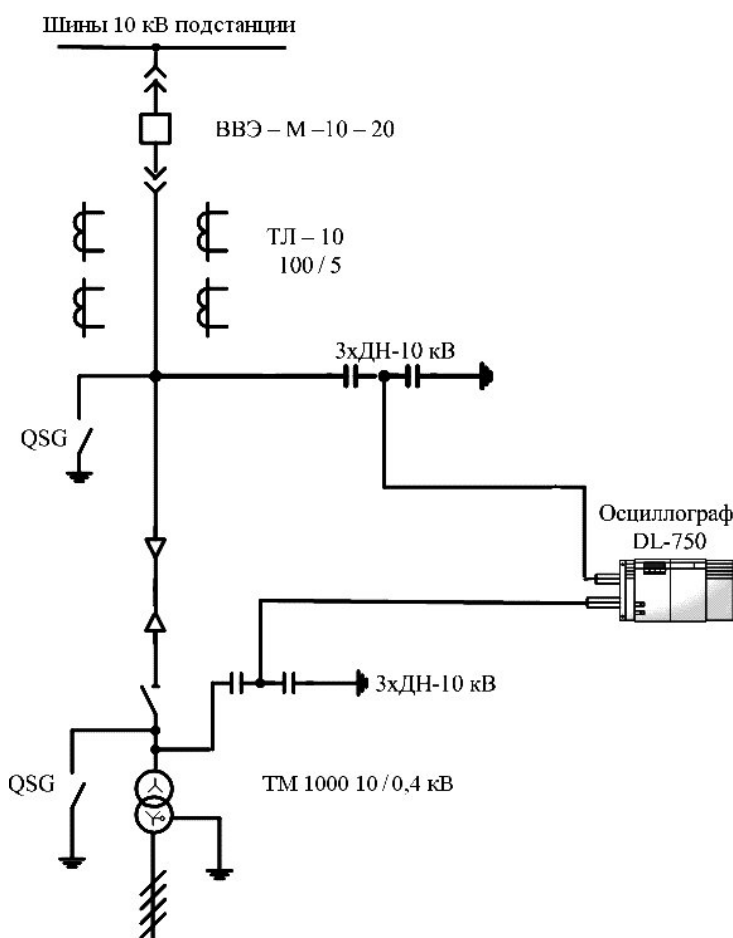 Шины 10 кВ подстанции
ВВЭ – М –10 – 20
ТЛ – 10
100 / 5
3хДН-10 кВ
QSG
Осциллограф
DL-750
3хДН-10 кВ
QSG
ТМ 1000 10 / 0,4 кВ